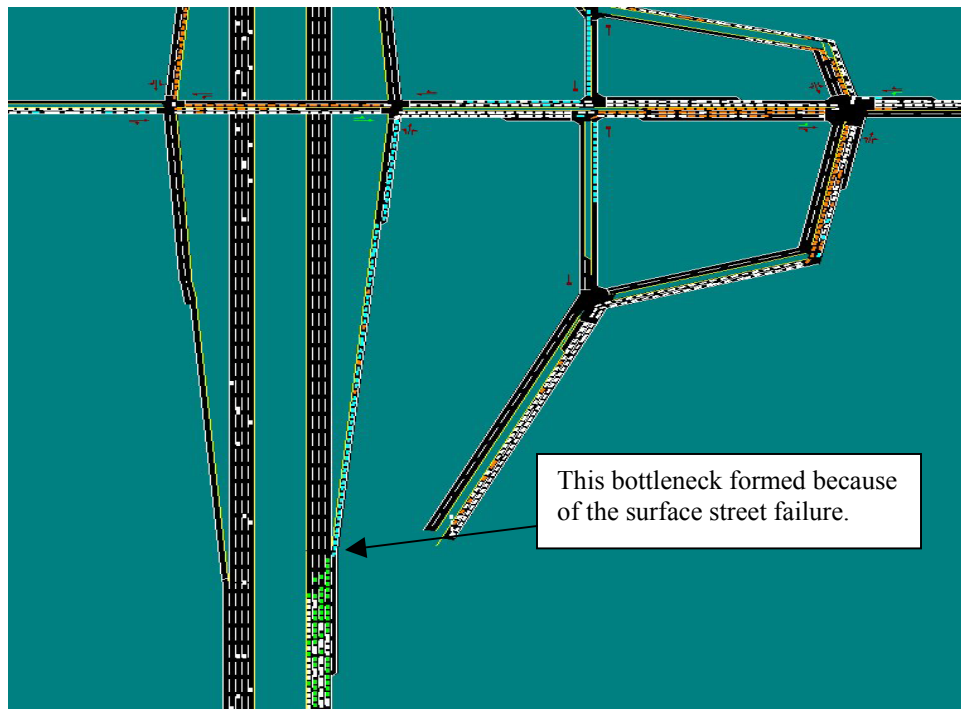 This bottleneck formed because
of the surface street failure.